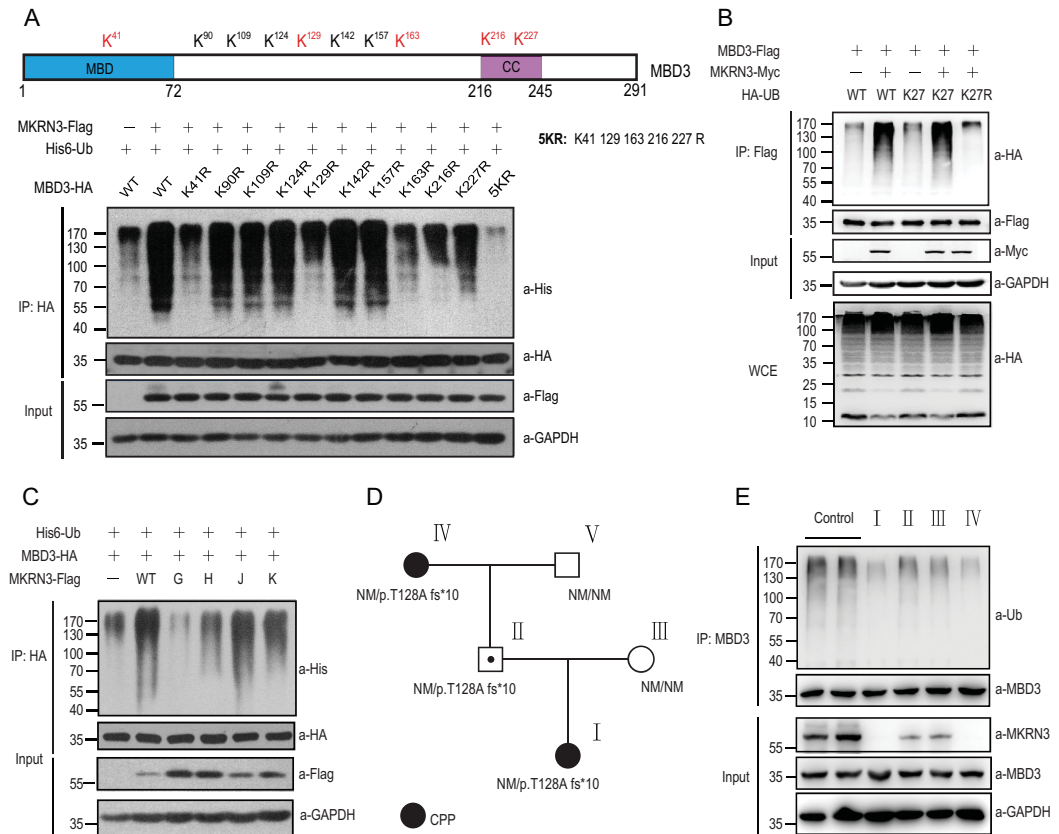 A
K41 K90 K109 K124 K129 K142 K157 K163 K216 K227
MBD CC MBD3
1 72 216 245 291
MKRN3-Flag — + + + + + + + + + + + +
His6-Ub + + + + + + + + + + + + +
5KR: K41 129 163 216 227 R
MBD3-HA WT WT K41R K90R K109R K124R K129R K142R K157R K163R K216R K227R 5KR
IP: HA
170
130
100
70
55
40
a-His
35 a-HA
Input
55 a-Flag
35 a-GAPDH
B
MBD3-Flag + + + + +
MKRN3-Myc — + — + +
HA-UB WT WT K27 K27 K27R
IP: Flag
170
130
100
70
55
40
a-HA
35 a-Flag
Input
55 a-Myc
35 a-GAPDH
WCE
170
100
70
35
25
15
10
a-HA
C
His6-Ub + + + + + +
MBD3-HA + + + + + +
MKRN3-Flag — WT G H J K
IP: HA
170
130
100
70
55
40
a-His
35 a-HA
Input
55 a-Flag
35 a-GAPDH
D
IV V
NM/p.T128A fs*10 NM/NM
II III
NM/p.T128A fs*10 NM/NM
I
NM/p.T128A fs*10
CPP
E
Control I II III IV
IP: MBD3
170
130
100
70
55
40
a-Ub
35 a-MBD3
Input
55 a-MKRN3
35 a-MBD3
35 a-GAPDH